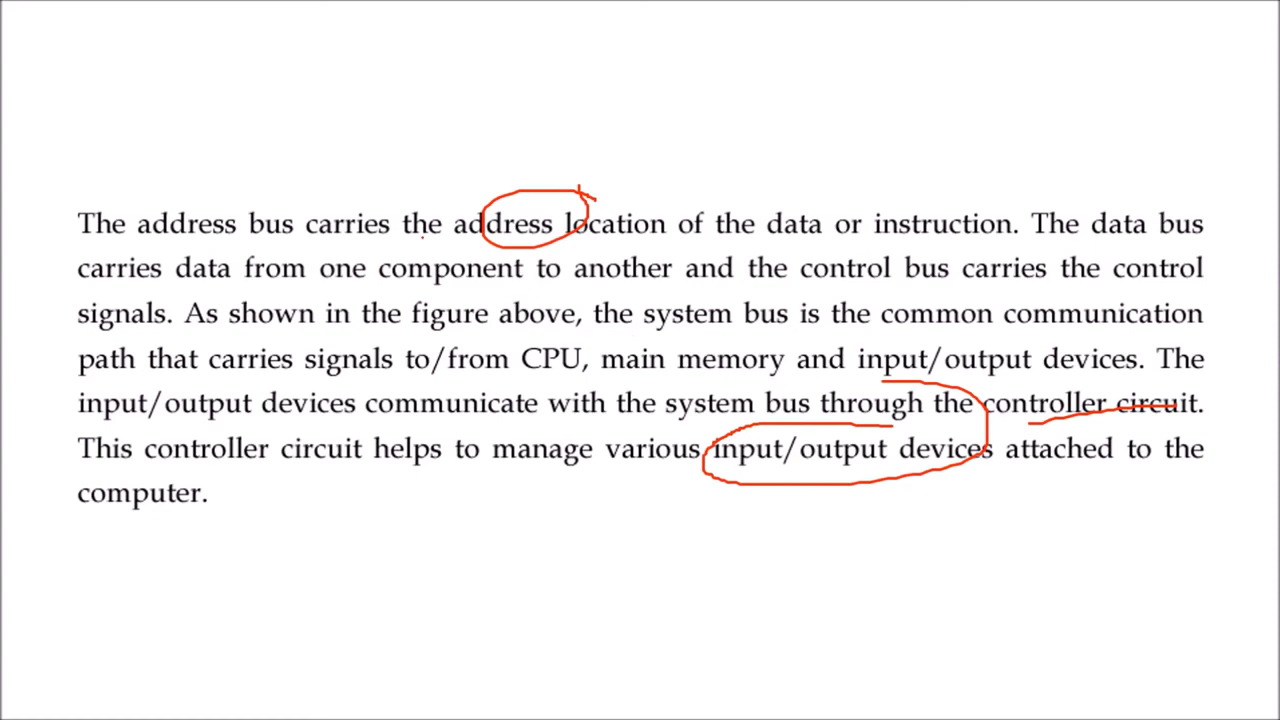 The address bus carries the address location of the data or instruction. The data bus
carries data from one component to another and the control bus carries the control
signals. As shown in the figure above, the system bus is the common communication
path that carries signals to/from CPU, main memory and input/output devices. The
input/output devices communicate with the system bus through the controller circuit.
This controller circuit helps to manage various input/output devices attached to the
computer.